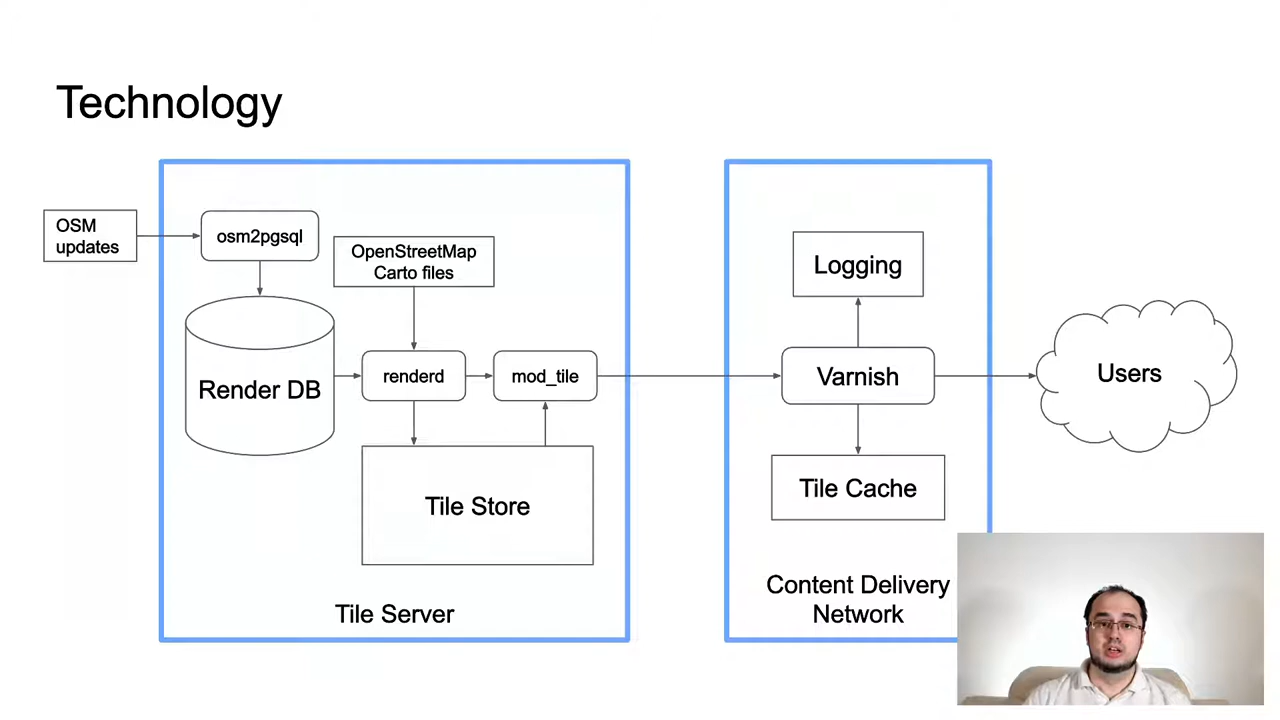 Technology
OSM
updates
osm2pgsql
OpenStreetMap
Carto files
Render DB
renderd
mod_tile
Tile Store
Tile Server
Logging
Varnish
Tile Cache
Content Delivery
Network
Users